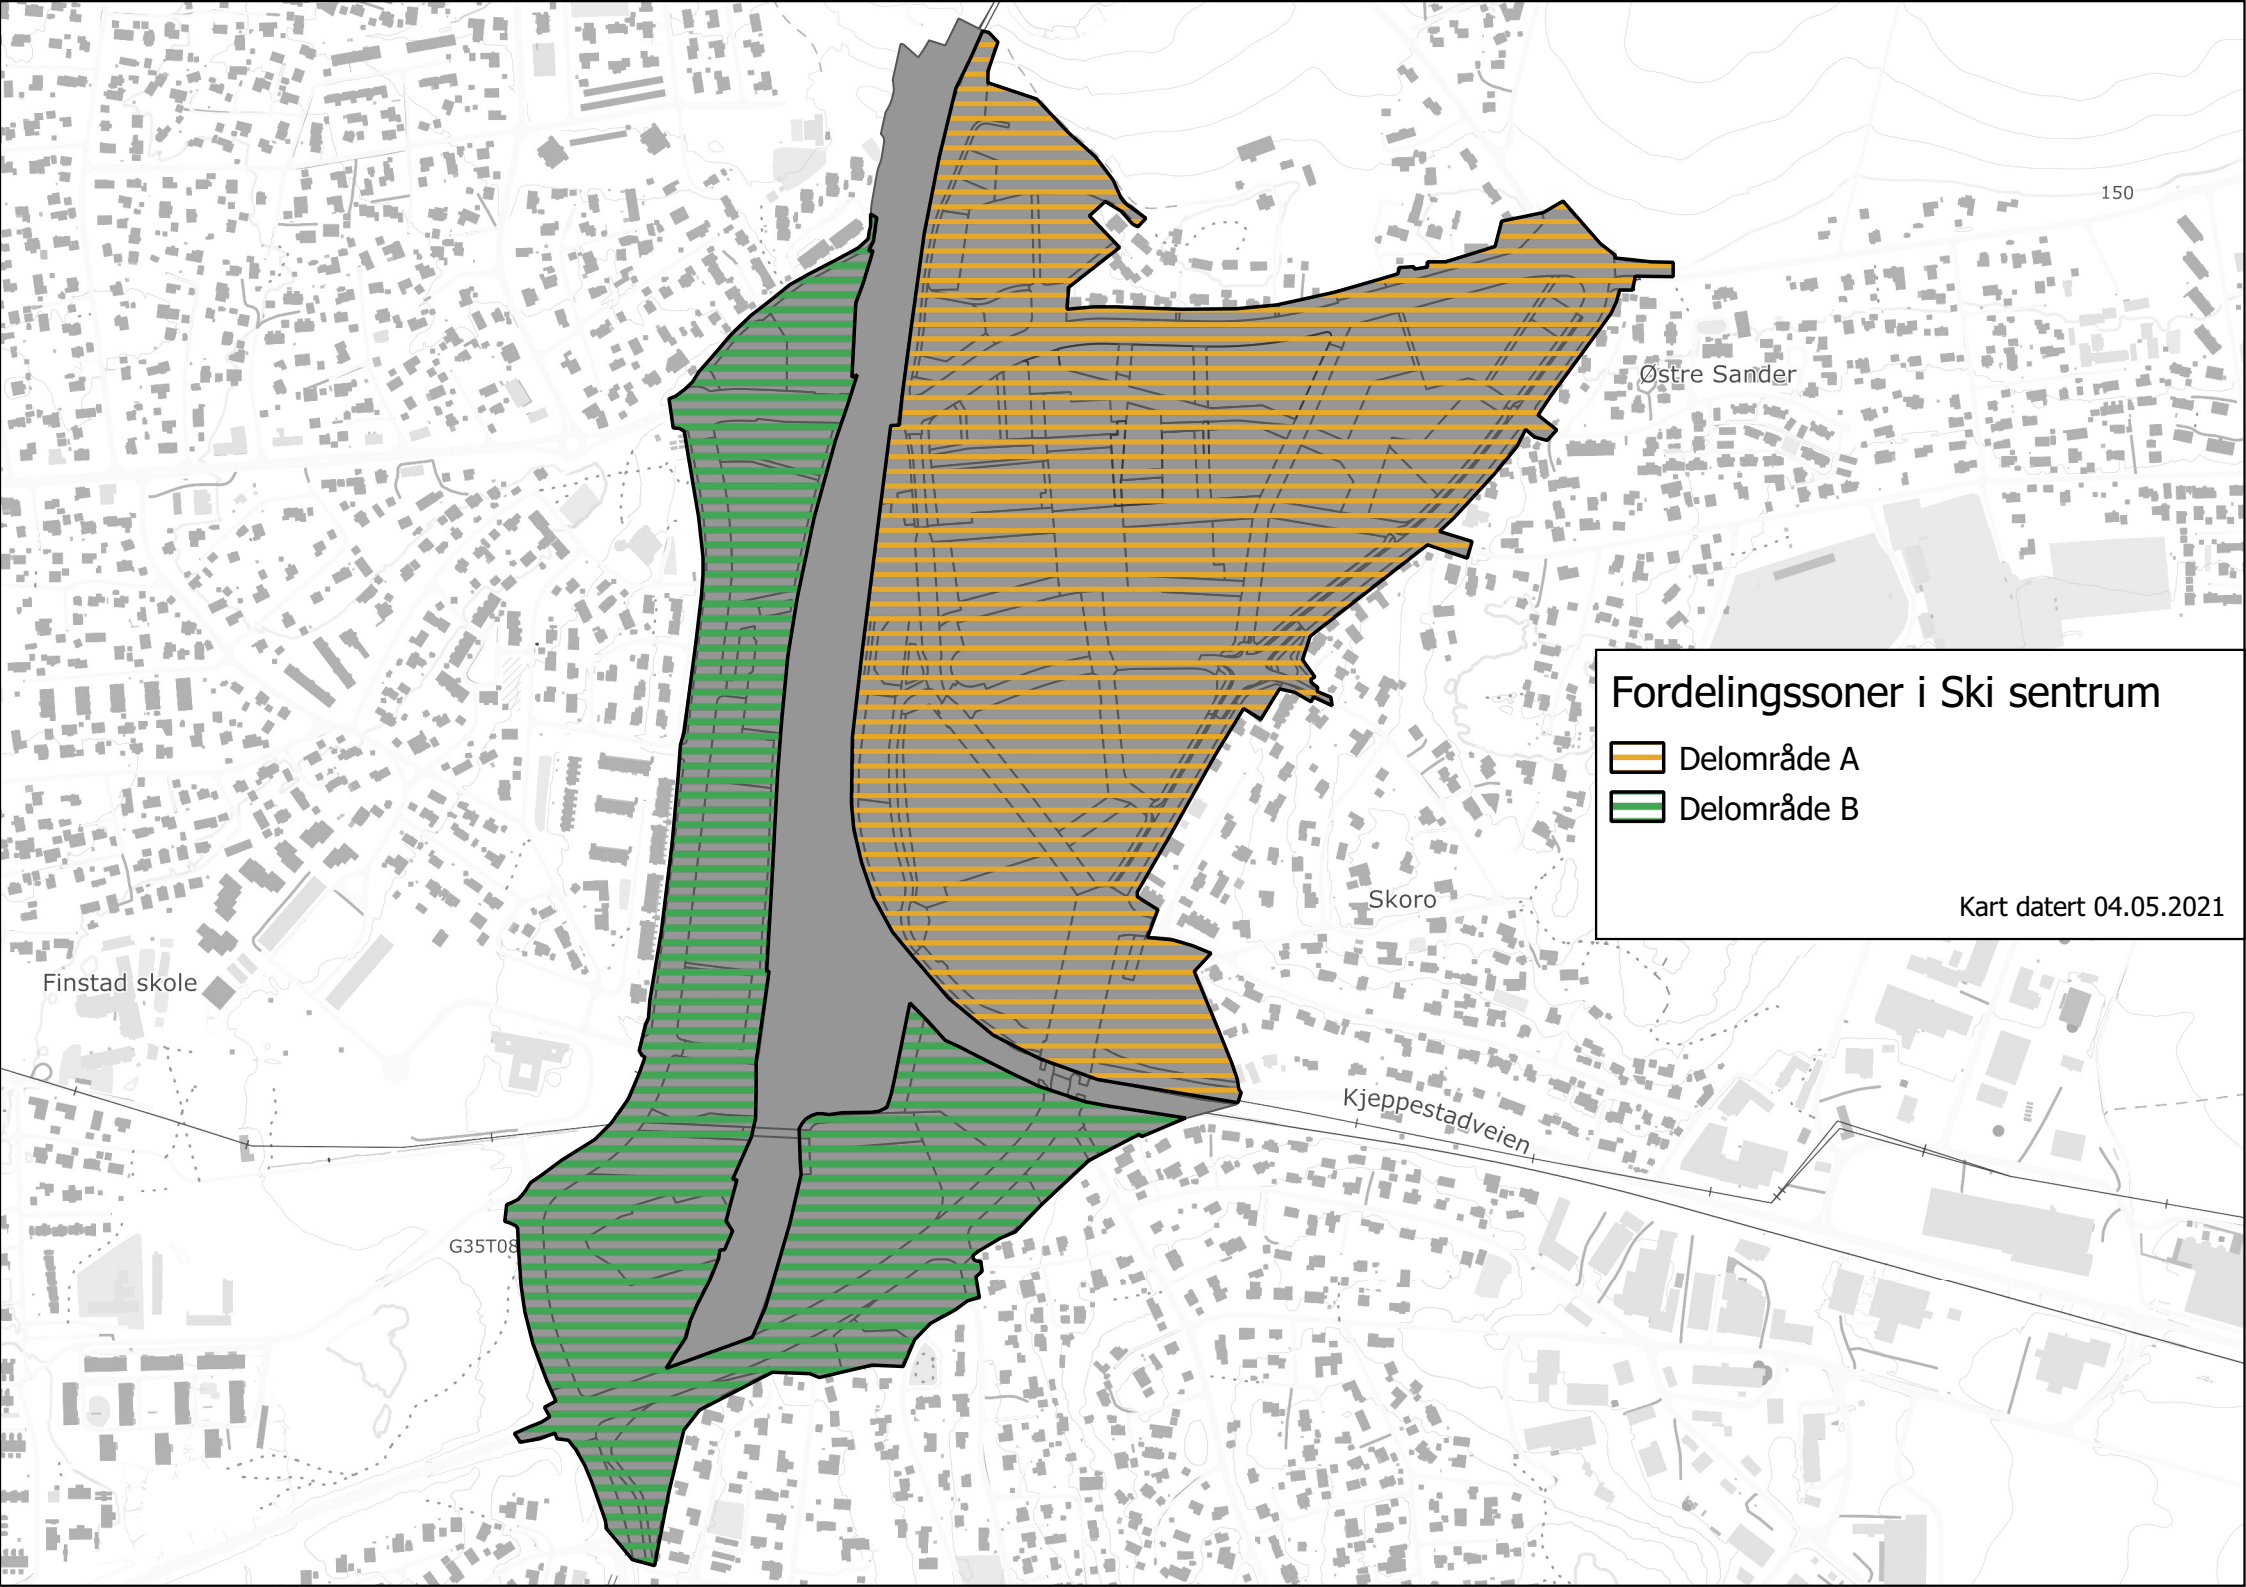 150
Østre Sander
Fordelingssoner i Ski sentrum
Delområde A
Delområde B
Kart datert 04.05.2021
Skoro
Finstad skole
Kjeppestadveien
G35T08